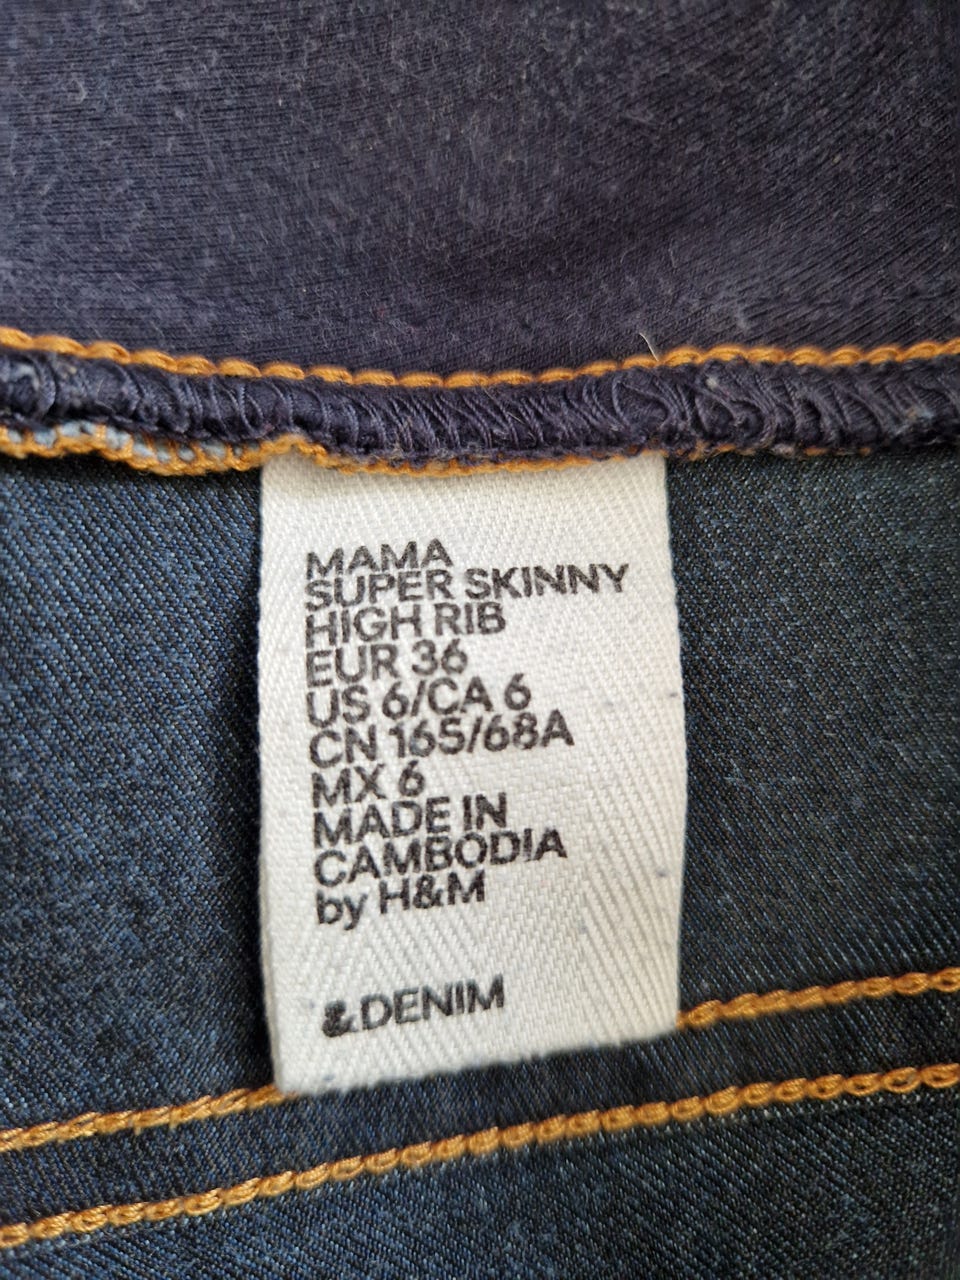 MAMA
SUPER SKINNY
HIGH RIB
EUR 36
US 6/CA 6
CN 165/68A
MX 6
MADE IN
CAMBODIA
by H&M
&DENIM